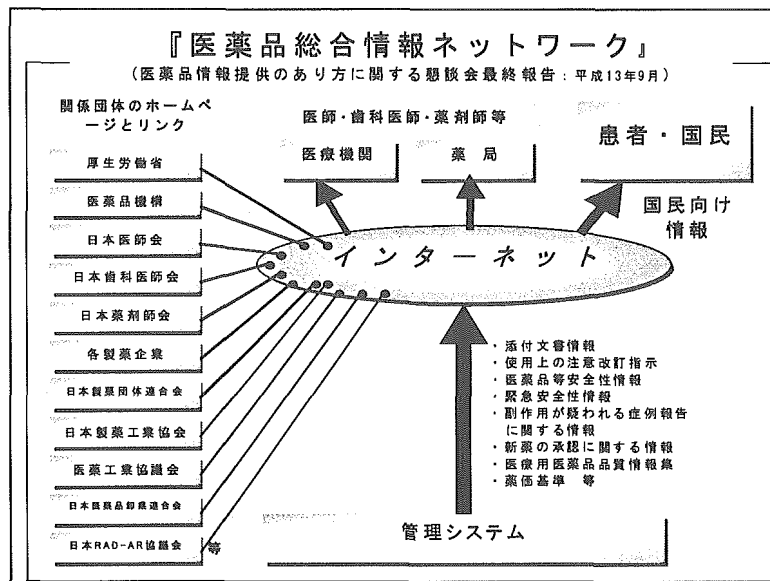 『医薬品総合情報ネットワーク』
(医薬品情報提供のあり方に関する懇談会最終報告：平成13年9月)
関係団体のホームペ
ージとリンク
厚生労働省
医薬品機構
日本医師会
日本歯科医師会
日本薬剤師会
各製薬企業
日本製薬団体連合会
日本製薬工業協会
医薬工業協議会
日本医薬品卸業連合会
日本RAD-AR協議会 等
医師・歯科医師・薬剤師等
医療機関
薬局
患者・国民
国民向け
情報
インターネット
・添付文書情報
・使用上の注意改訂指示
・医薬品等安全性情報
・緊急安全性情報
・副作用が疑われる症例報告
に関する情報
・新薬の承認に関する情報
・医療用医薬品品質情報集
・薬価基準 等
管理システム